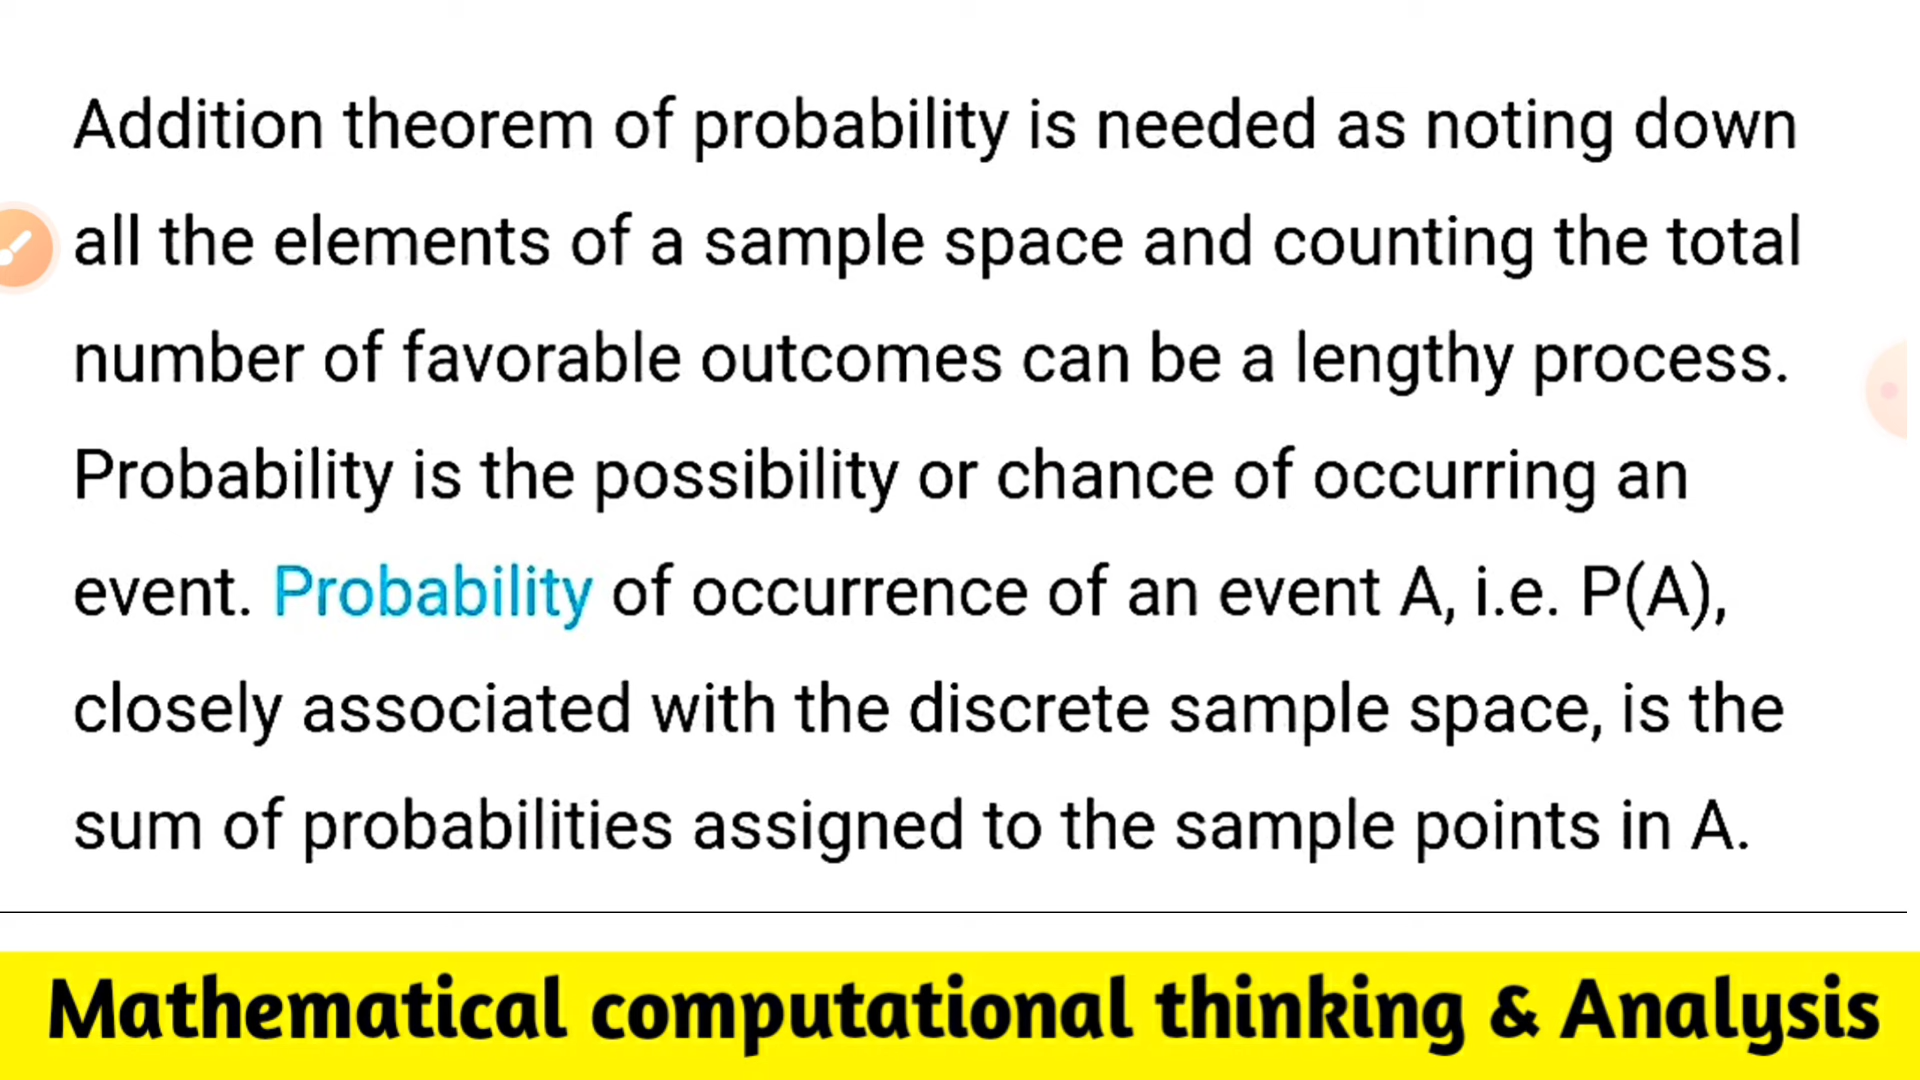 Addition theorem of probability is needed as noting down
all the elements of a sample space and counting the total
number of favorable outcomes can be a lengthy process.
Probability is the possibility or chance of occurring an
event. Probability of occurrence of an event A, i.e. P(A),
closely associated with the discrete sample space, is the
sum of probabilities assigned to the sample points in A.
Mathematical computational thinking & Analysis